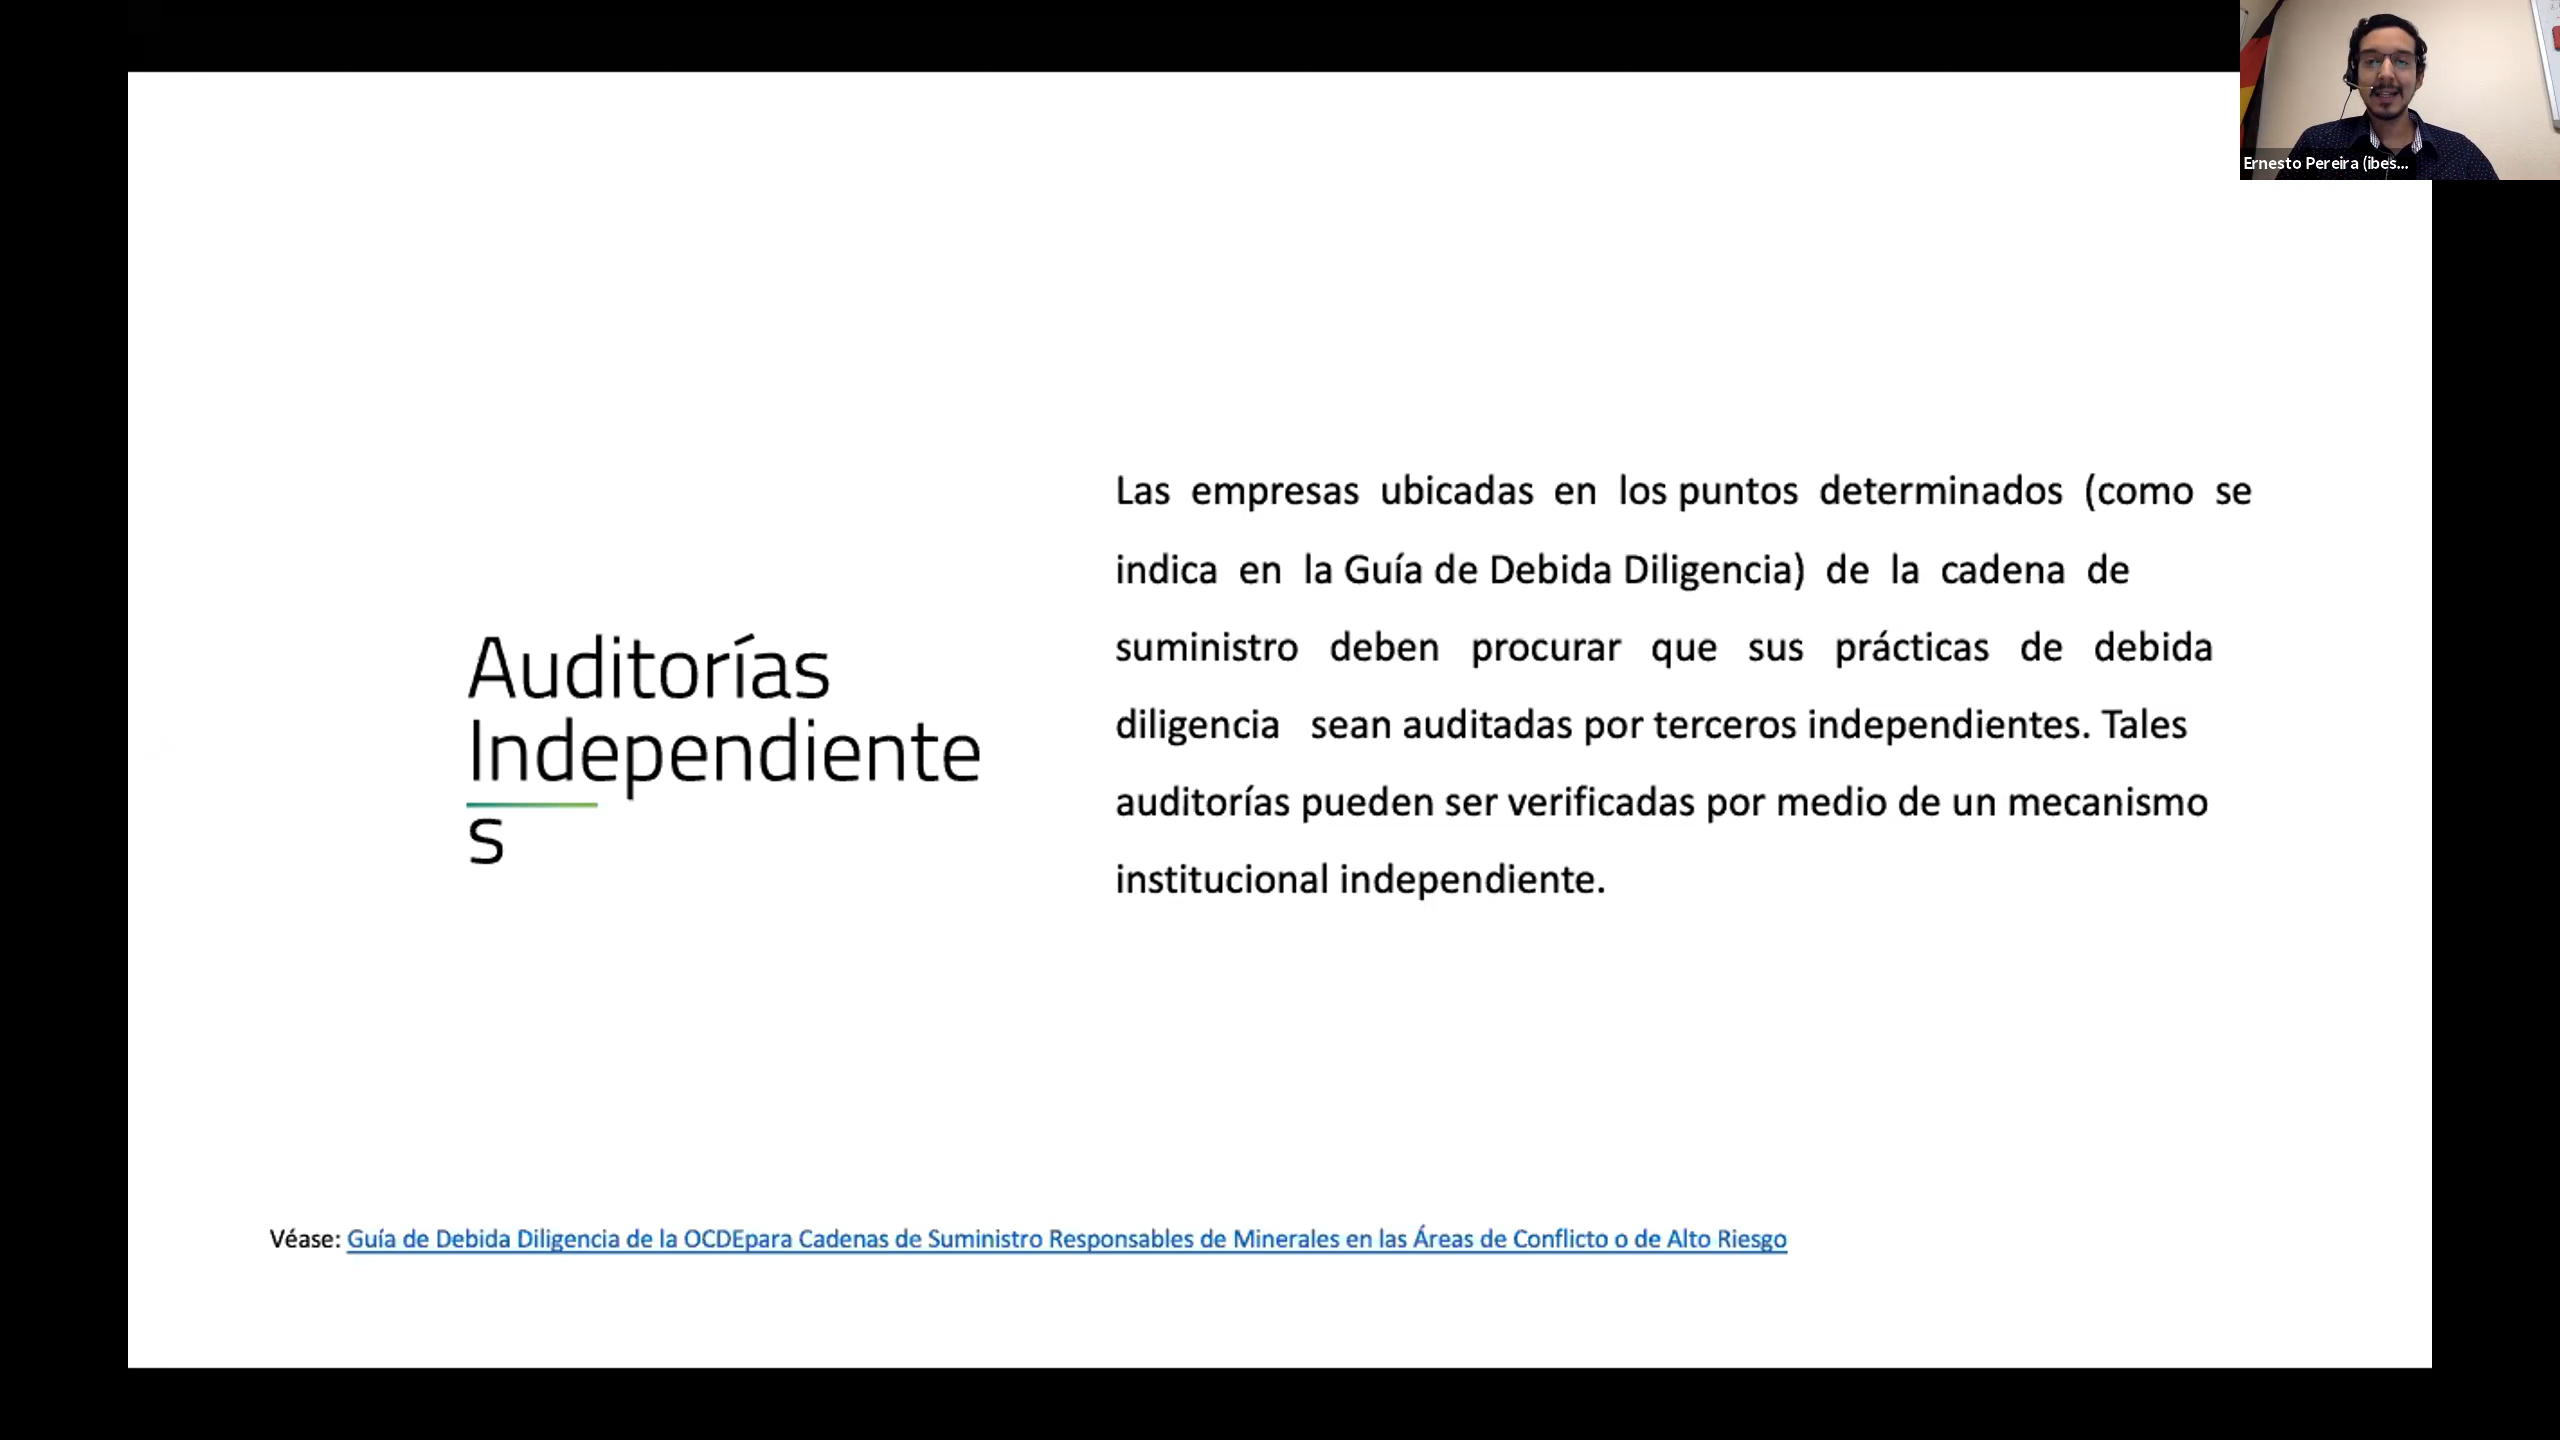 Ernesto Pereira (ibes...
Las empresas ubicadas en los puntos determinados (como se
indica en la Guía de Debida Diligencia) de la cadena de
suministro deben procurar que sus prácticas de debida
diligencia sean auditadas por terceros independientes. Tales
auditorías pueden ser verificadas por medio de un mecanismo
institucional independiente.
Auditorías
Independiente
s
Véase: Guía de Debida Diligencia de la OCDEpara Cadenas de Suministro Responsables de Minerales en las Áreas de Conflicto o de Alto Riesgo